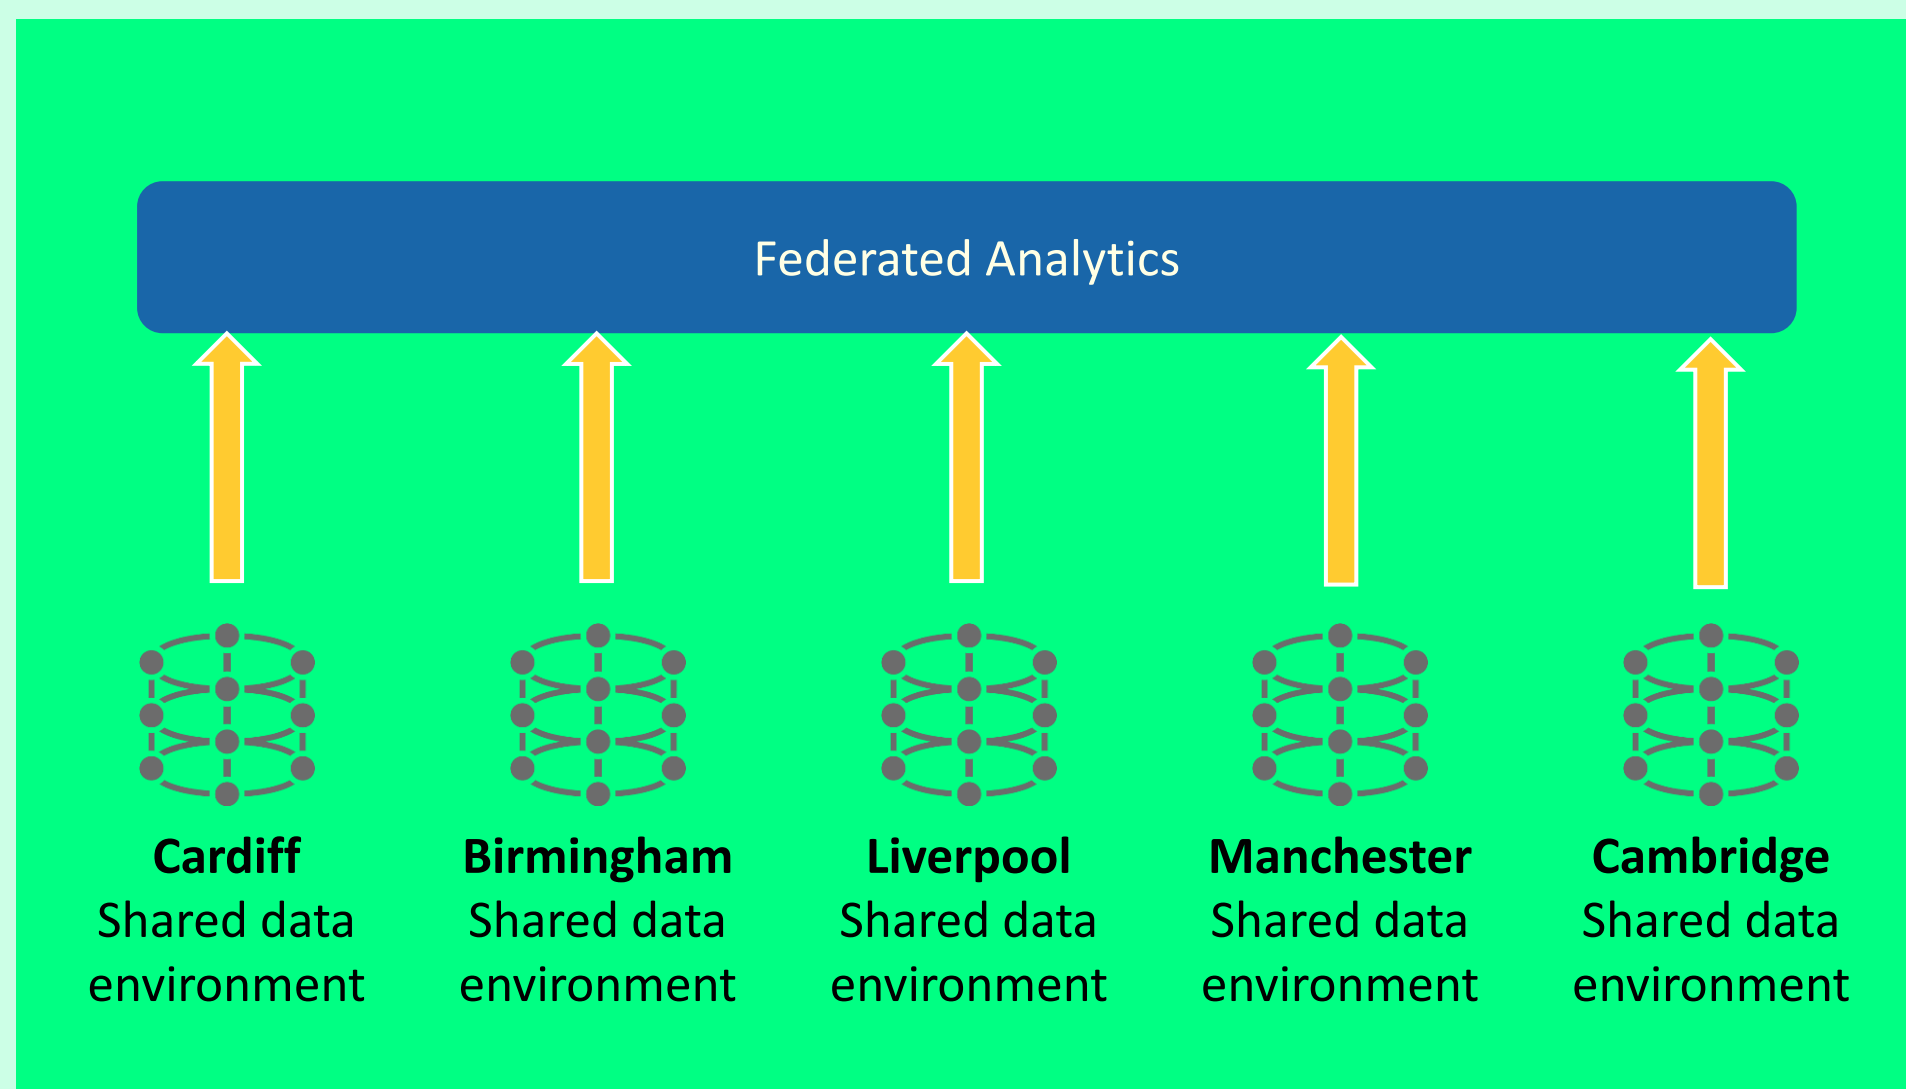 Federated Analytics
Cardiff
Shared data
environment
Birmingham
Shared data
environment
Liverpool
Shared data
environment
Manchester
Shared data
environment
Cambridge
Shared data
environment